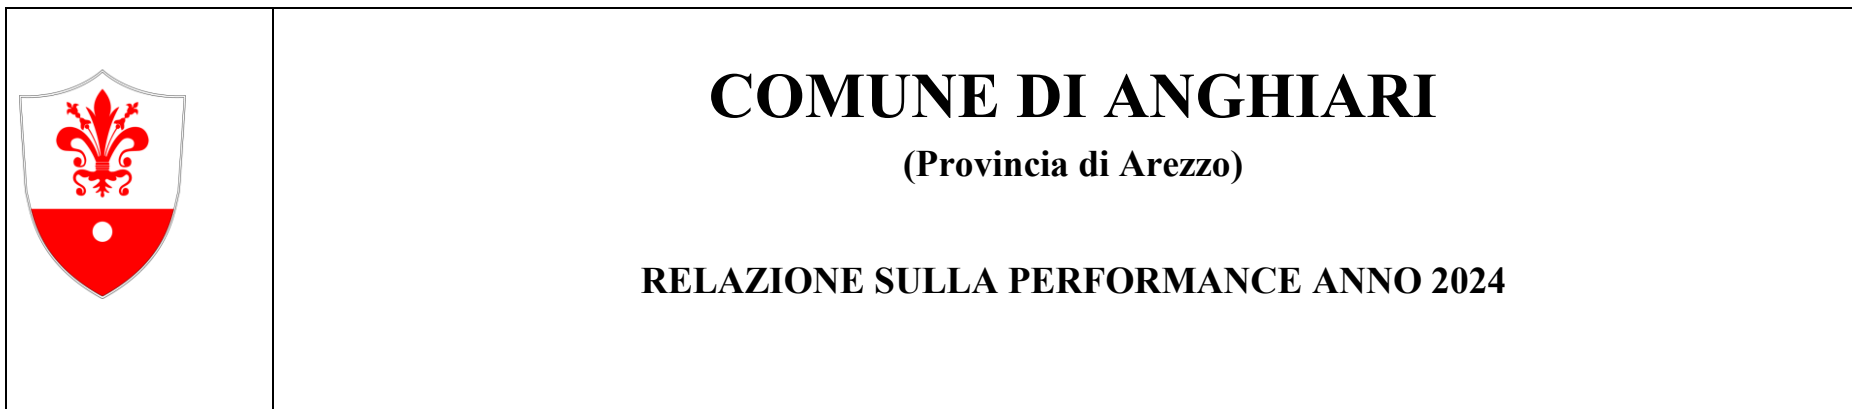 COMUNE DI ANGHIARI
(Provincia di Arezzo)
RELAZIONE SULLA PERFORMANCE ANNO 2024